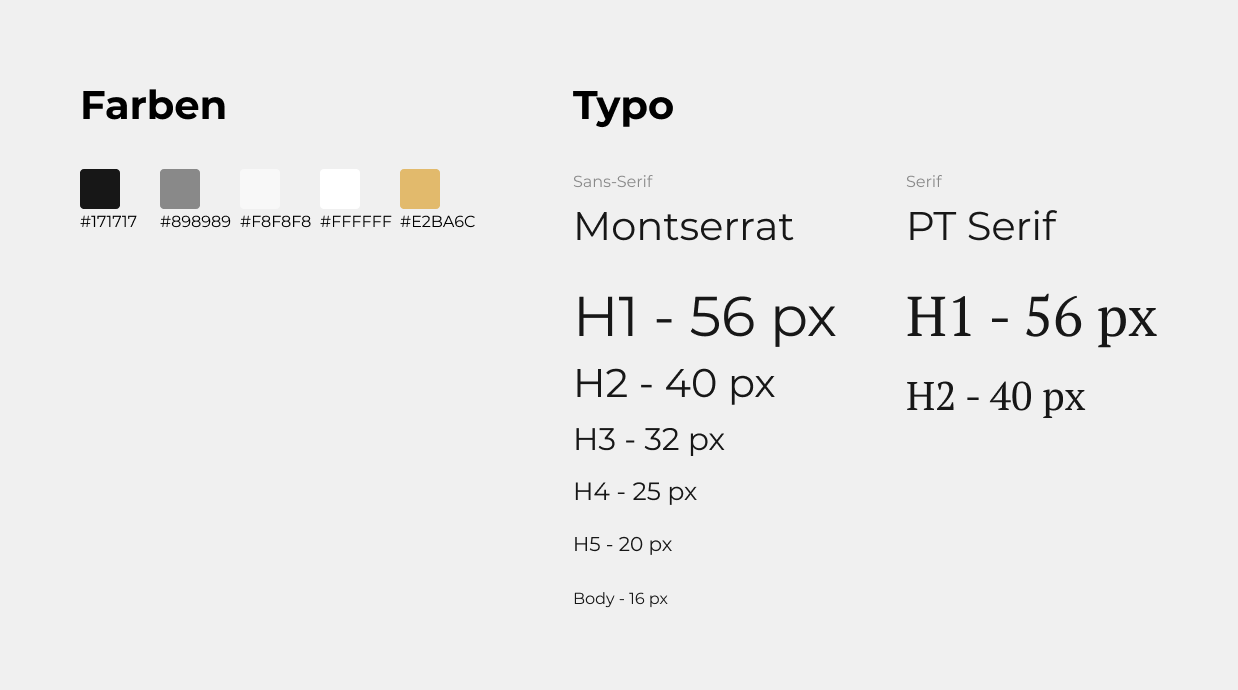 Farben
#171717 #898989 #F8F8F8 #FFFFFF #E2BA6C
Typo
Sans-Serif
Montserrat
H1 - 56 px
H2 - 40 px
H3 - 32 px
H4 - 25 px
H5 - 20 px
Body - 16 px
Serif
PT Serif
H1 - 56 px
H2 - 40 px